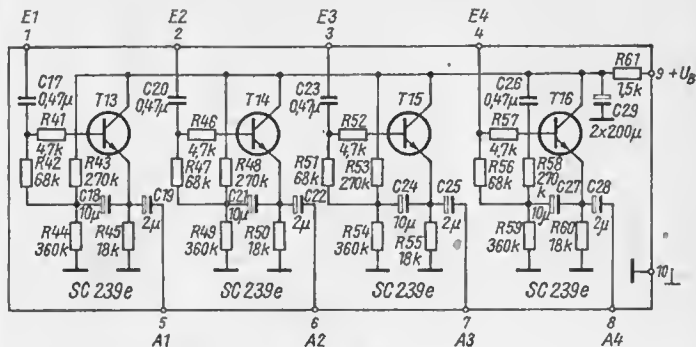 E1 E2 E3 E4
1 2 3 4
R61
9 +U_B
1,5k
C17
0,47µ
C20
0,47µ
C23
0,47µ
C26
0,47µ
C29
2x200µ
T13 T14 T15 T16
R41
4,7k
R46
4,7k
R52
4,7k
R57
4,7k
R42
68k
R43
270k
R47
68k
R48
270k
R51
68k
R53
270k
R56
68k
R58
270
k
C18
10µ
C19
2µ
C21
10µ
C22
2µ
C24
10µ
C25
2µ
C27
10µ
C28
2µ
R44
360k
R45
18k
R49
360k
R50
18k
R54
360k
R55
18k
R59
360k
R60
18k
10 ⊥
SC 239e SC 239e SC 239e SC 239e
5 6 7 8
A1 A2 A3 A4